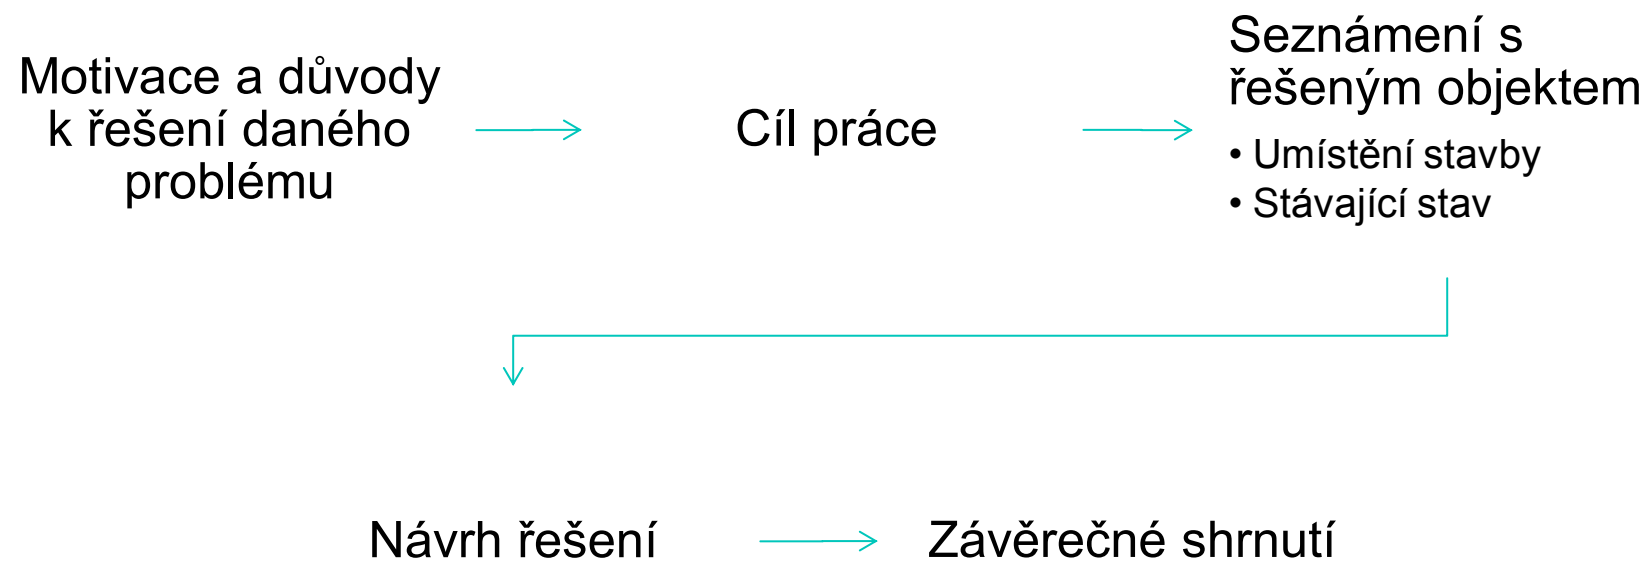 Motivace a důvody
k řešení daného
problému
Cíl práce
Seznámení s
řešeným objektem
• Umístění stavby
• Stávající stav
Návrh řešení
Závěrečné shrnutí